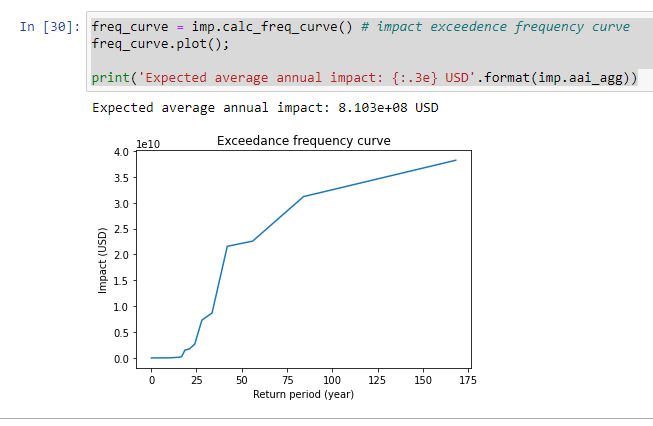 In [30]: freq_curve = imp.calc_freq_curve() # impact exceedence frequency curve
freq_curve.plot();
print('Expected average annual impact: {:.3e} USD'.format(imp.aai_agg))
Expected average annual impact: 8.103e+08 USD
1e10 Exceedance frequency curve
4.0
3.5
3.0
2.5
2.0
1.5
1.0
0.5
0.0
Impact (USD)
0 25 50 75 100 125 150 175
Return period (year)